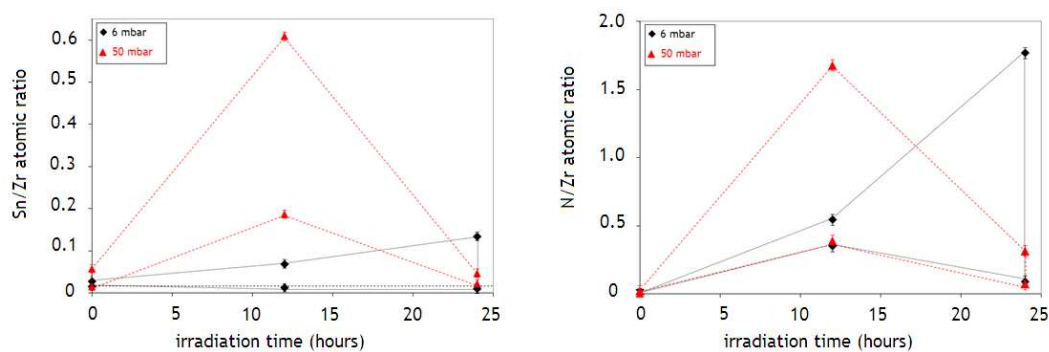 6 mbar
50 mbar
Sn/Zr atomic ratio
0.6
0.5
0.4
0.3
0.2
0.1
0
0 5 10 15 20 25
irradiation time (hours)
6 mbar
50 mbar
N/Zr atomic ratio
2.0
1.5
1.0
0.5
0.0
0 5 10 15 20 25
irradiation time (hours)